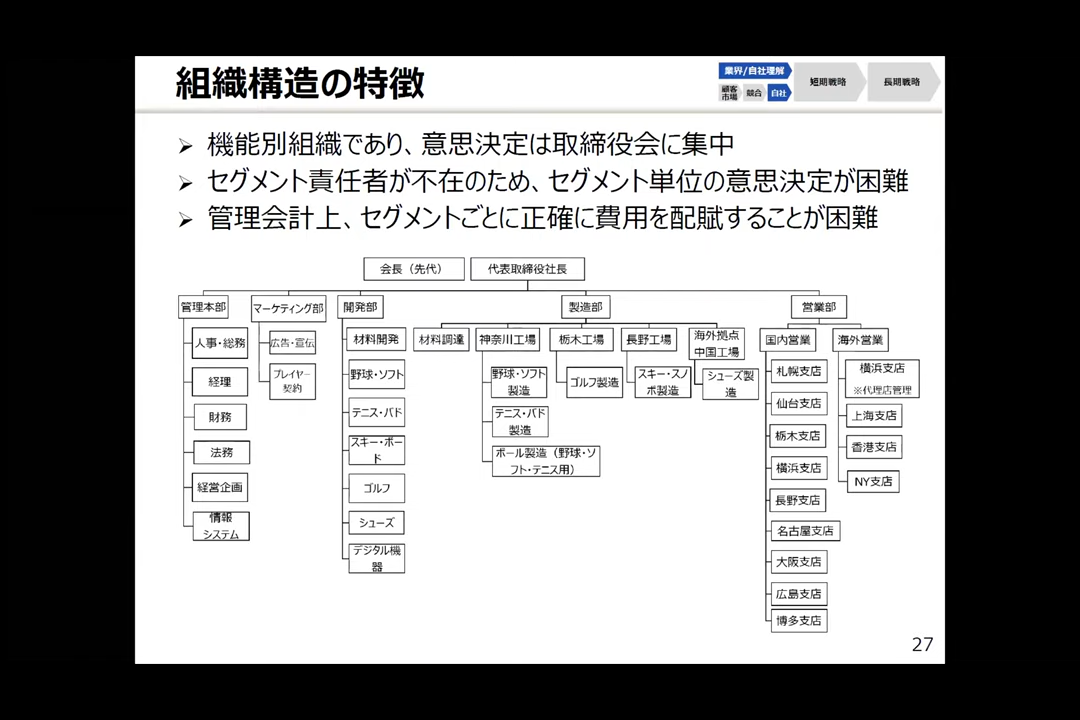 組織構造の特徴
業界/自社理解
顧客
市場
競合
自社
短期戦略
長期戦略
➢ 機能別組織であり、意思決定は取締役会に集中
➢ セグメント責任者が不在のため、セグメント単位の意思決定が困難
➢ 管理会計上、セグメントごとに正確に費用を配賦することが困難
会長（先代）
代表取締役社長
管理本部
マーケティング部
開発部
製造部
営業部
人事・総務
経理
財務
法務
経営企画
情報
システム
広告・宣伝
プレイヤー
契約
材料開発
野球・ソフト
テニス・バド
スキー・ボー
ド
ゴルフ
シューズ
デジタル機
器
材料調達
神奈川工場
野球・ソフト
製造
テニス・バド
製造
ボール製造（野球・ソ
フト・テニス用）
栃木工場
ゴルフ製造
長野工場
スキー・スノ
ボ製造
海外拠点
中国工場
シューズ製
造
国内営業
札幌支店
仙台支店
栃木支店
横浜支店
長野支店
名古屋支店
大阪支店
広島支店
博多支店
海外営業
横浜支店
※代理店管理
上海支店
香港支店
NY支店
27